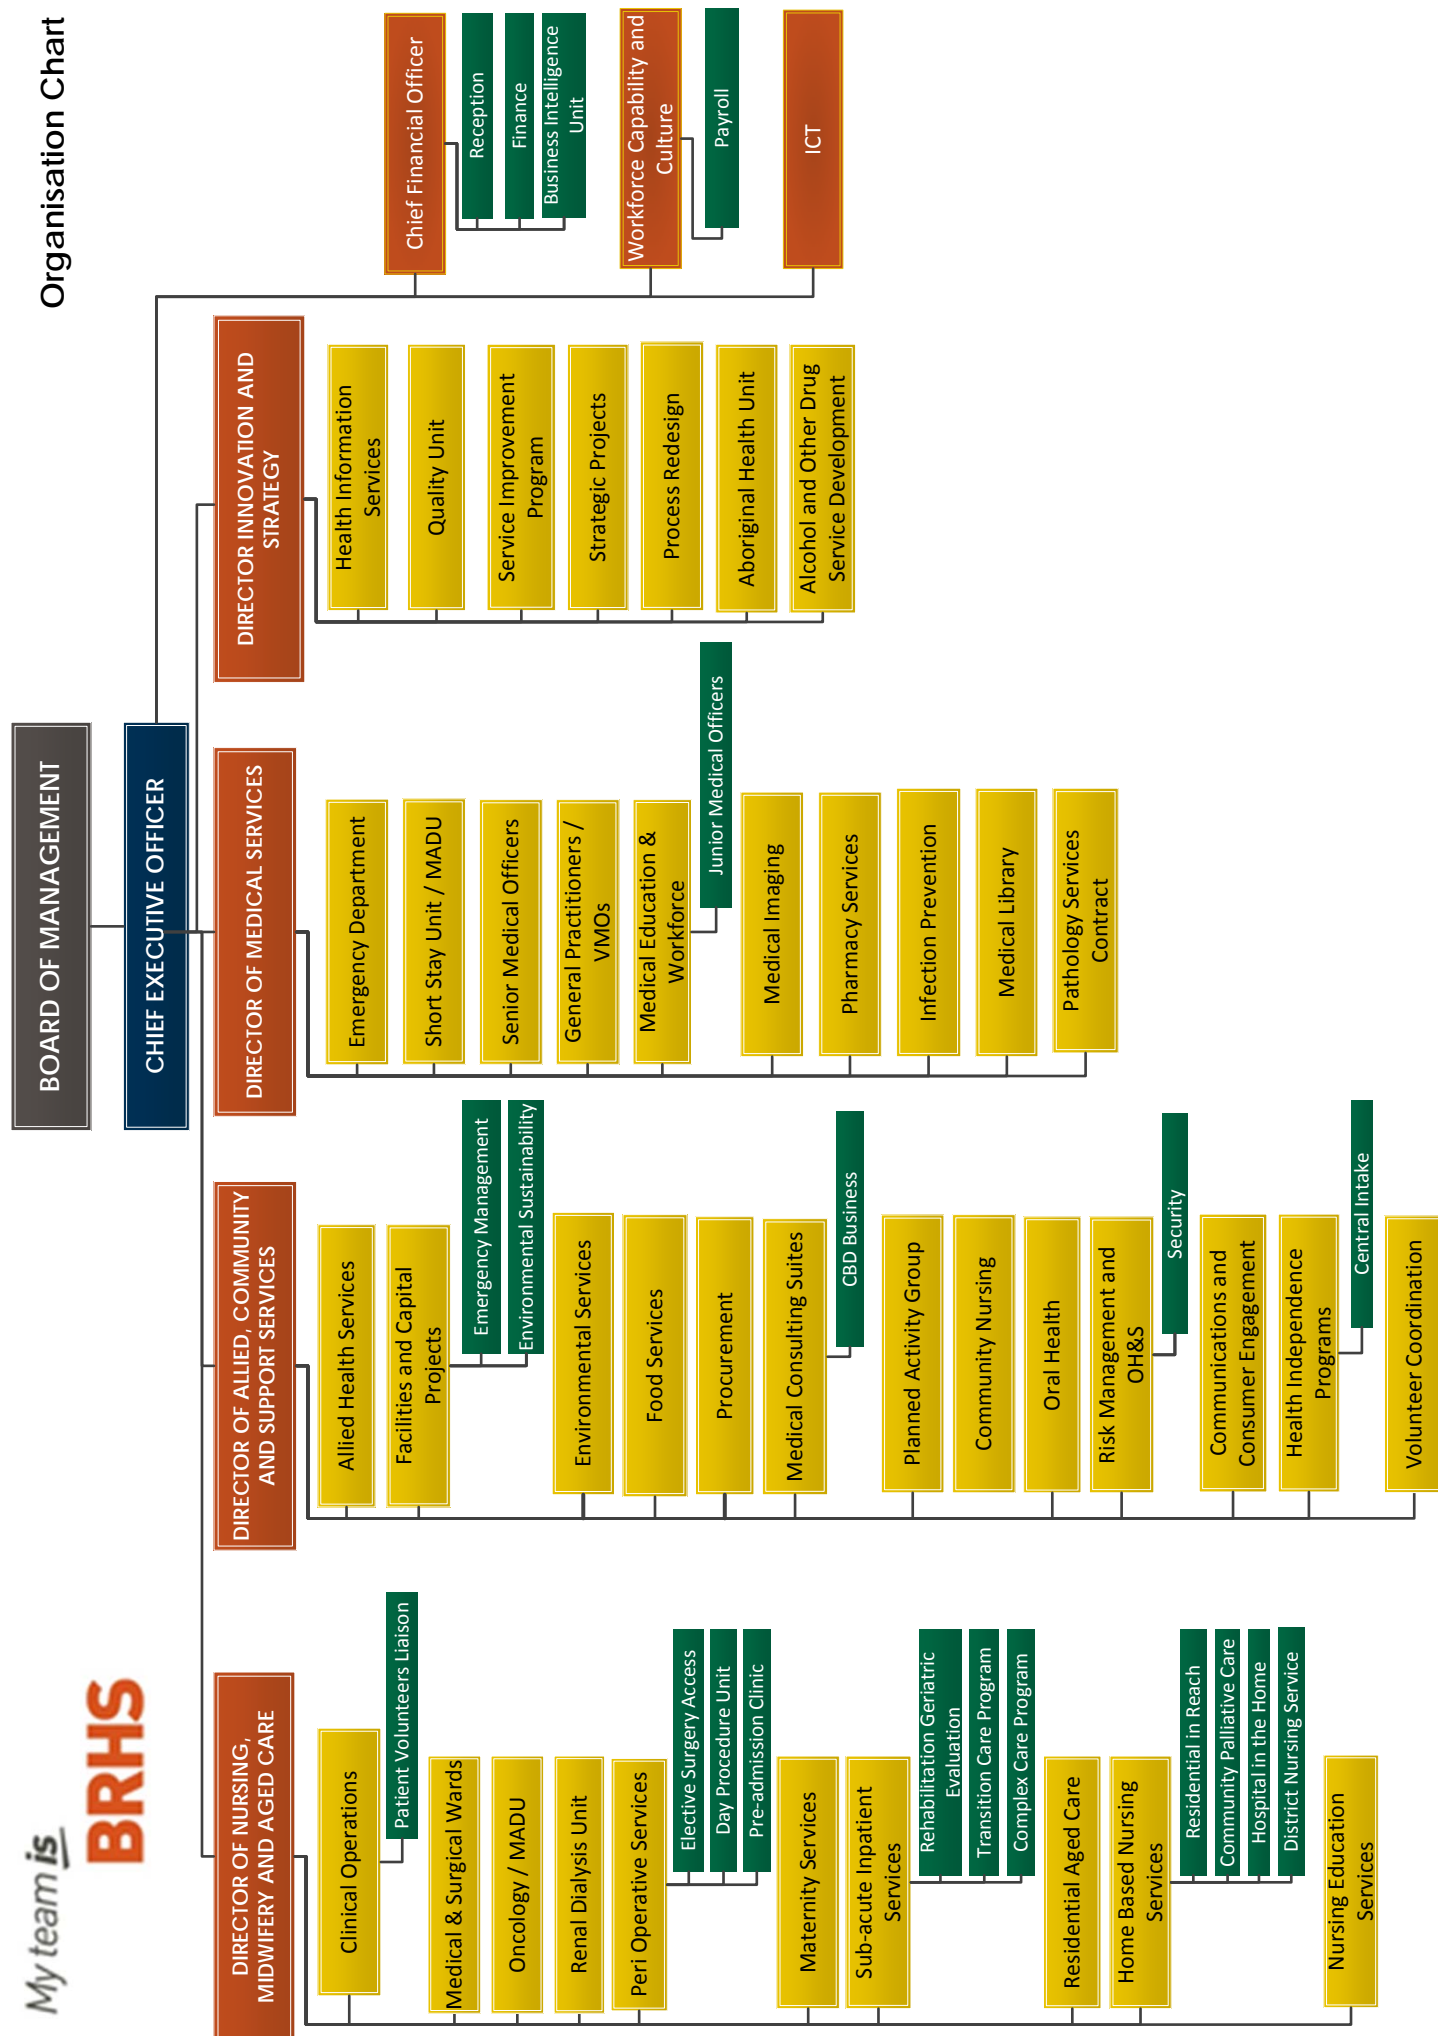 My team is
BRHS
Organisation Chart
BOARD OF MANAGEMENT
CHIEF EXECUTIVE OFFICER
DIRECTOR OF NURSING,
MIDWIFERY AND AGED CARE
Clinical Operations
Patient Volunteers Liaison
Medical & Surgical Wards
Oncology / MADU
Renal Dialysis Unit
Peri Operative Services
Elective Surgery Access
Day Procedure Unit
Pre-admission Clinic
Maternity Services
Sub-acute Inpatient
Services
Rehabilitation Geriatric
Evaluation
Transition Care Program
Complex Care Program
Residential Aged Care
Home Based Nursing
Services
Residential in Reach
Community Palliative Care
Hospital in the Home
District Nursing Service
Nursing Education
Services
DIRECTOR OF ALLIED, COMMUNITY
AND SUPPORT SERVICES
Allied Health Services
Facilities and Capital
Projects
Emergency Management
Environmental Sustainability
Environmental Services
Food Services
Procurement
Medical Consulting Suites
CBD Business
Planned Activity Group
Community Nursing
Oral Health
Risk Management and
OH&S
Security
Communications and
Consumer Engagement
Health Independence
Programs
Central Intake
Volunteer Coordination
DIRECTOR OF MEDICAL SERVICES
Emergency Department
Short Stay Unit / MADU
Senior Medical Officers
General Practitioners /
VMOs
Medical Education &
Workforce
Junior Medical Officers
Medical Imaging
Pharmacy Services
Infection Prevention
Medical Library
Pathology Services
Contract
DIRECTOR INNOVATION AND
STRATEGY
Health Information
Services
Quality Unit
Service Improvement
Program
Strategic Projects
Process Redesign
Aboriginal Health Unit
Alcohol and Other Drug
Service Development
Chief Financial Officer
Reception
Finance
Business Intelligence
Unit
Workforce Capability and
Culture
Payroll
ICT